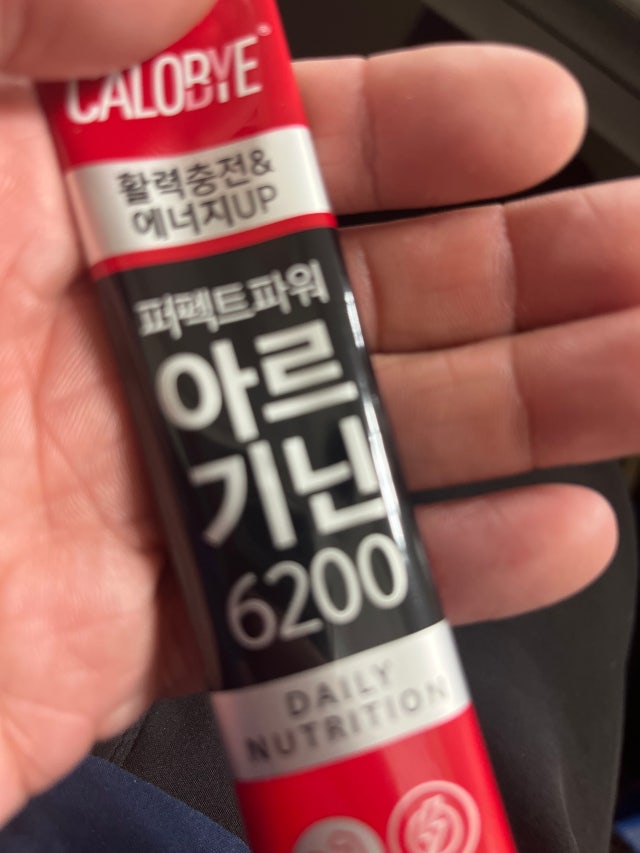 CALOBYE™
활력충전&
에너지UP
퍼펙트파워
아르
기닌
6200
DAILY
NUTRITION